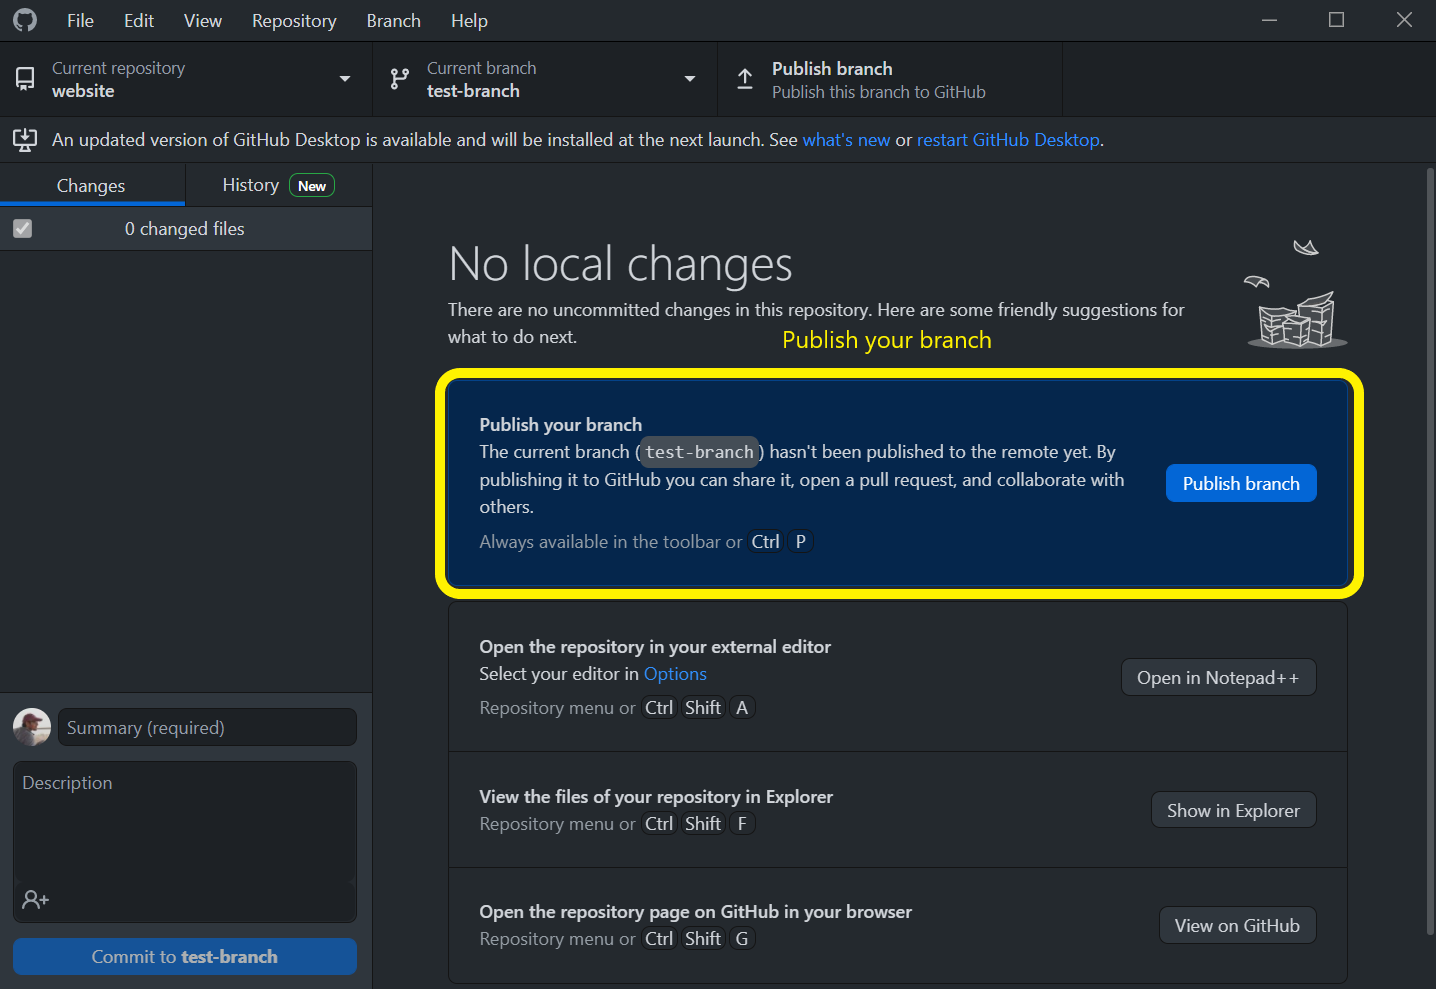 File Edit View Repository Branch Help
Current repository
website
Current branch
test-branch
Publish branch
Publish this branch to GitHub
An updated version of GitHub Desktop is available and will be installed at the next launch. See what's new or restart GitHub Desktop.
Changes
History New
0 changed files
No local changes
There are no uncommitted changes in this repository. Here are some friendly suggestions for
what to do next.
Publish your branch
Publish your branch
The current branch (test-branch) hasn't been published to the remote yet. By
publishing it to GitHub you can share it, open a pull request, and collaborate with
others.
Always available in the toolbar or Ctrl P
Publish branch
Open the repository in your external editor
Select your editor in Options
Repository menu or Ctrl Shift A
Open in Notepad++
View the files of your repository in Explorer
Repository menu or Ctrl Shift F
Show in Explorer
Open the repository page on GitHub in your browser
Repository menu or Ctrl Shift G
View on GitHub
Summary (required)
Description
Commit to test-branch